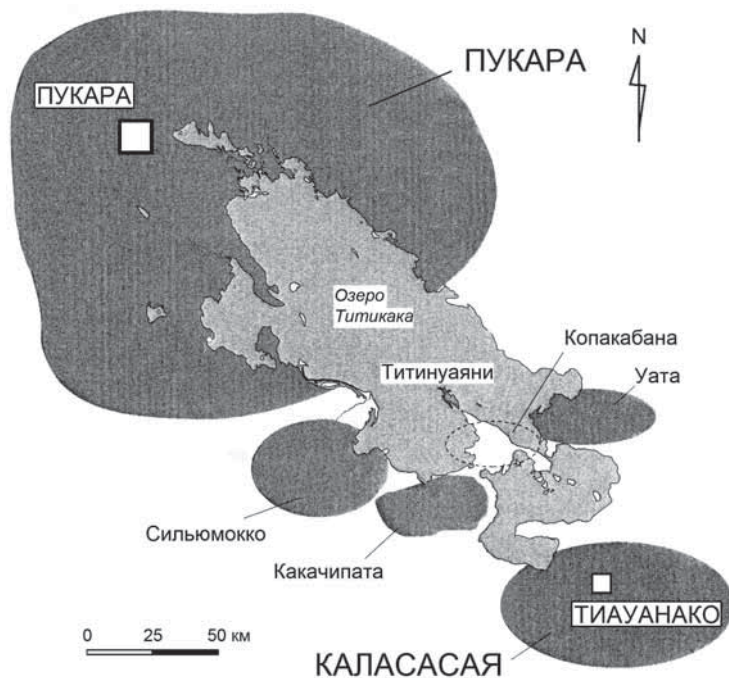 N
ПУКАРА
ПУКАРА
Озеро
Титикака
Копакабана
Титинуаяни
Уата
Сильюмокко
Какачипата
ТИАУАНАКО
0 25 50 км
КАЛАСАСАЯ